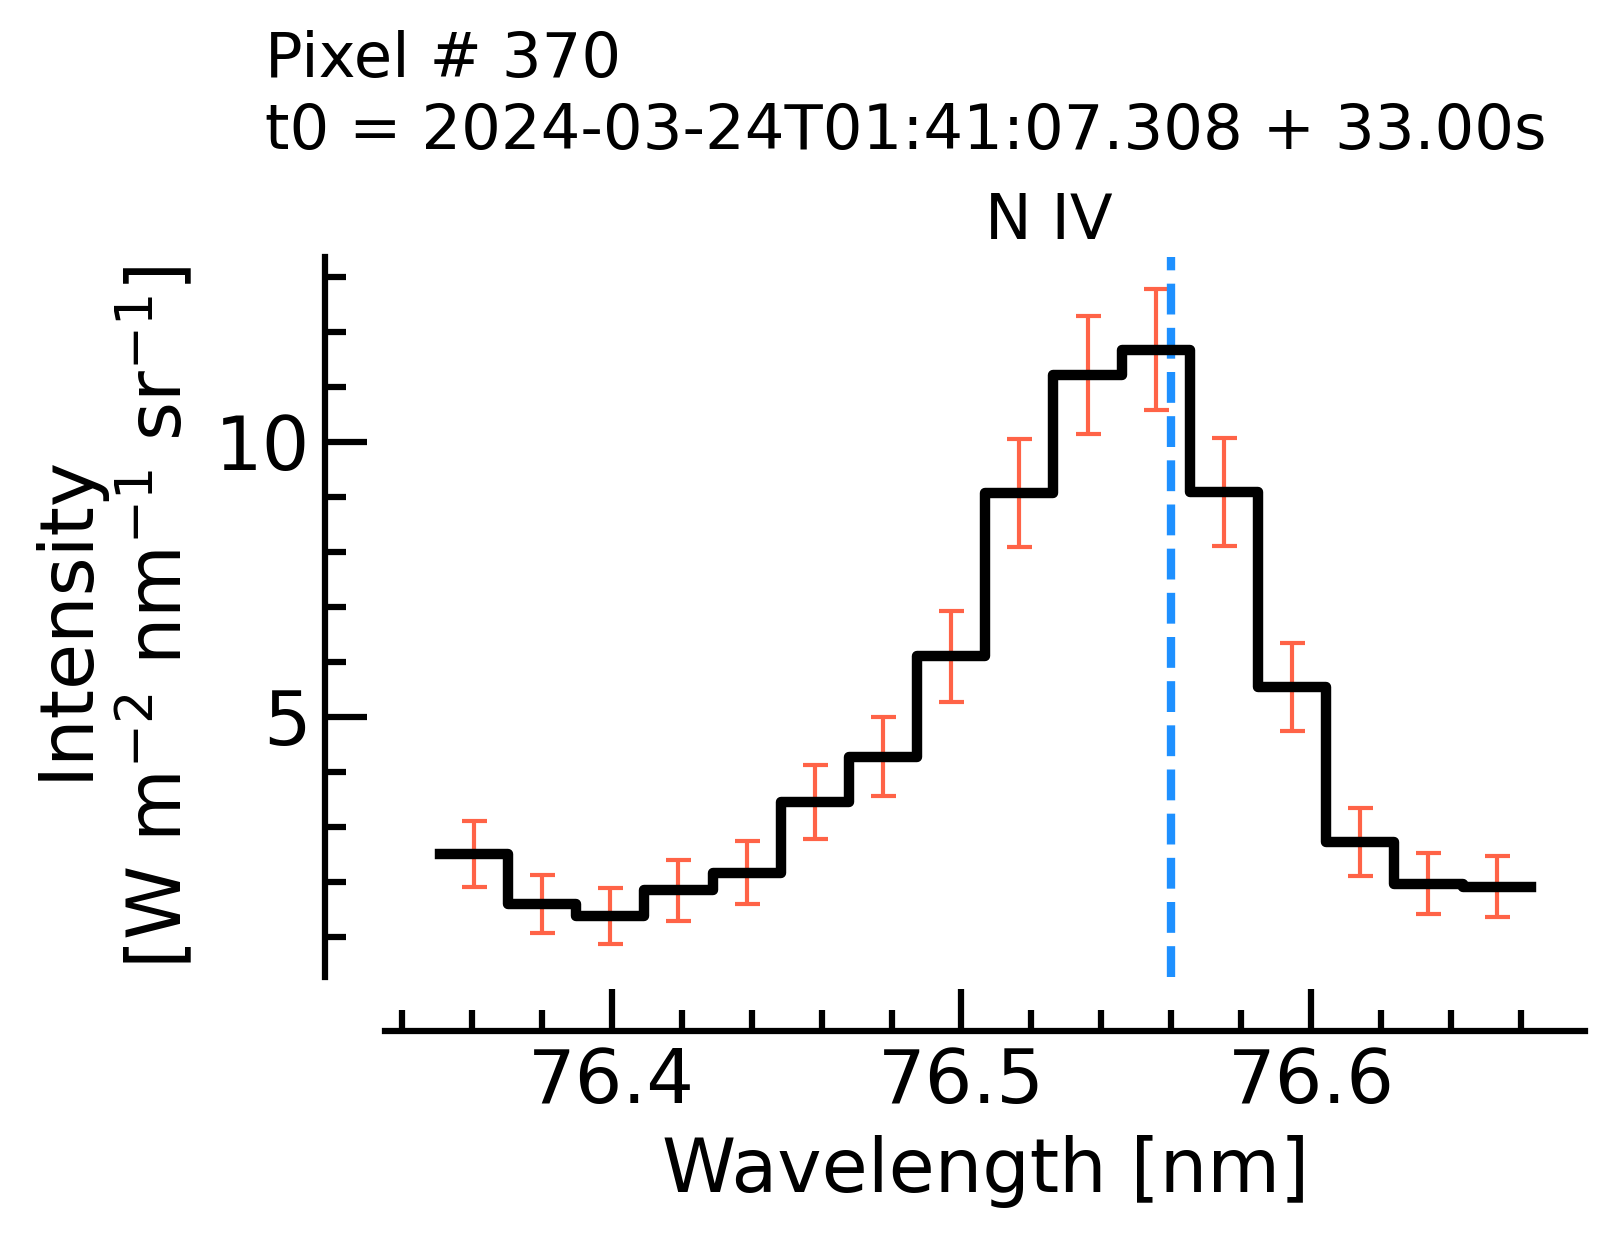 Pixel # 370
t0 = 2024-03-24T01:41:07.308 + 33.00s
N IV
Intensity
[W m⁻² nm⁻¹ sr⁻¹]
10
5
76.4 76.5 76.6
Wavelength [nm]